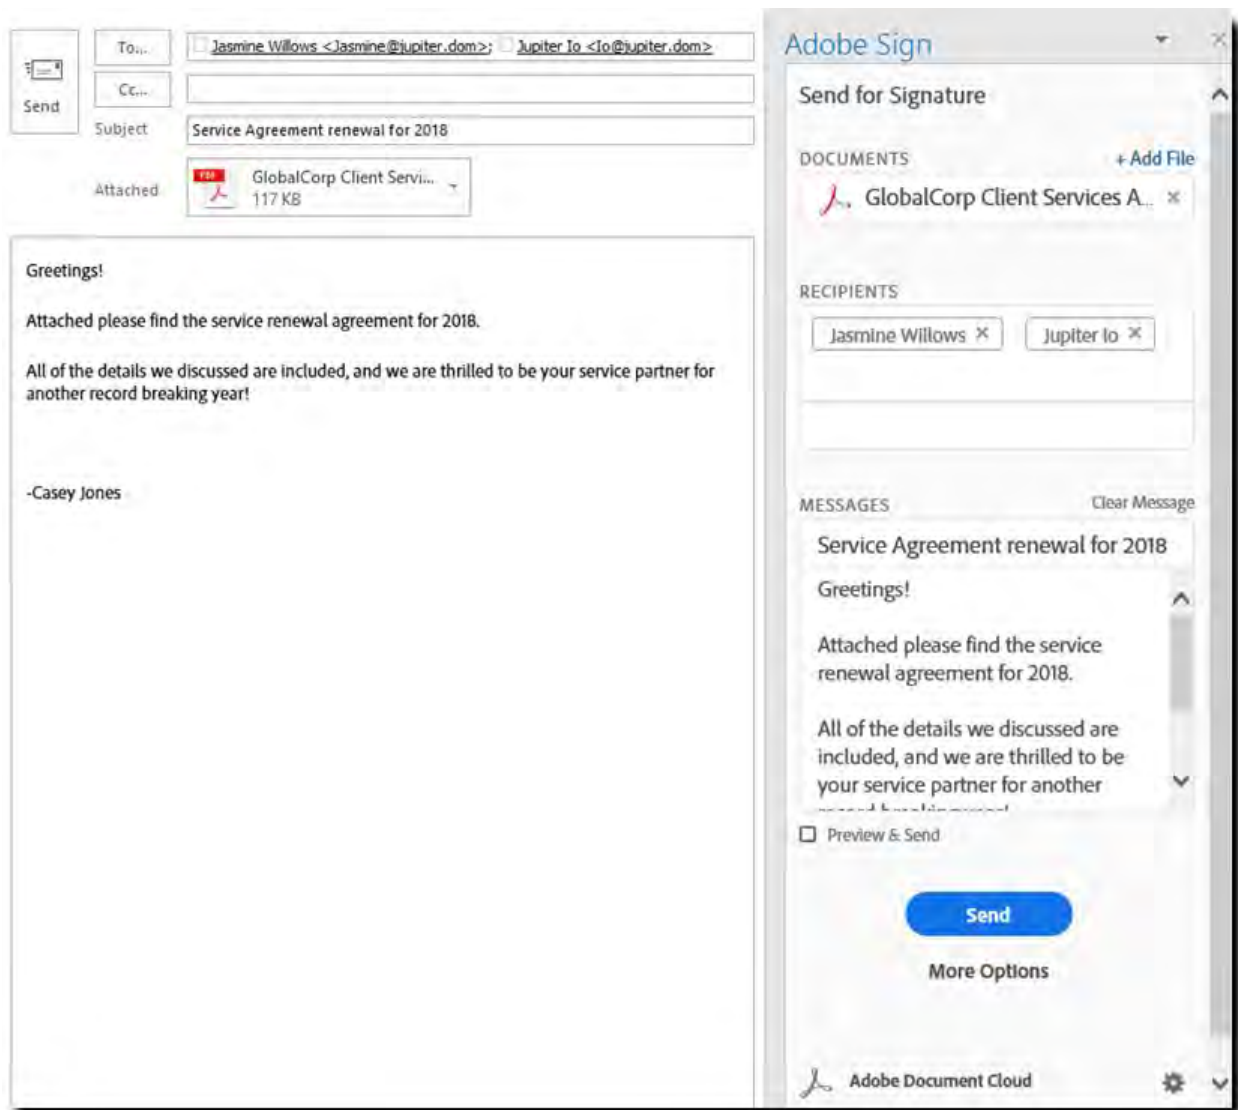 To...
Jasmine Willows <Jasmine@jupiter.dom>; Jupiter Io <Io@jupiter.dom>
Send
Cc...
Subject
Service Agreement renewal for 2018
Attached
PDF
GlobalCorp Client Servi...
117 KB
Greetings!
Attached please find the service renewal agreement for 2018.
All of the details we discussed are included, and we are thrilled to be your service partner for
another record breaking year!
-Casey Jones
Adobe Sign
Send for Signature
DOCUMENTS
+ Add File
GlobalCorp Client Services A...
RECIPIENTS
Jasmine Willows
Jupiter Io
MESSAGES
Clear Message
Service Agreement renewal for 2018
Greetings!
Attached please find the service
renewal agreement for 2018.
All of the details we discussed are
included, and we are thrilled to be
your service partner for another
record breaking year!
Preview & Send
Send
More Options
Adobe Document Cloud